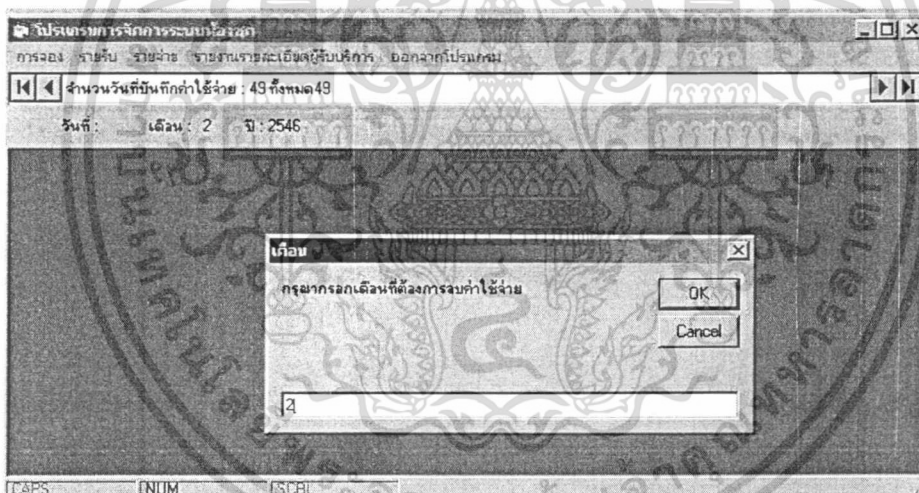 โปรแกรมการจัดการระบบห้องชุด
การจอง รายรับ รายจ่าย รายงานรายละเอียดผู้รับบริการ ออกจากโปรแกรม
จำนวนวันที่บันทึกค่าใช้จ่าย : 49 ทั้งหมด 49
วันที่ : เดือน : 2 ปี : 2546
เตือน
กรุณากรอกเดือนที่ต้องการลบค่าใช้จ่าย
OK
Cancel
2
CAPS NUM SCRL